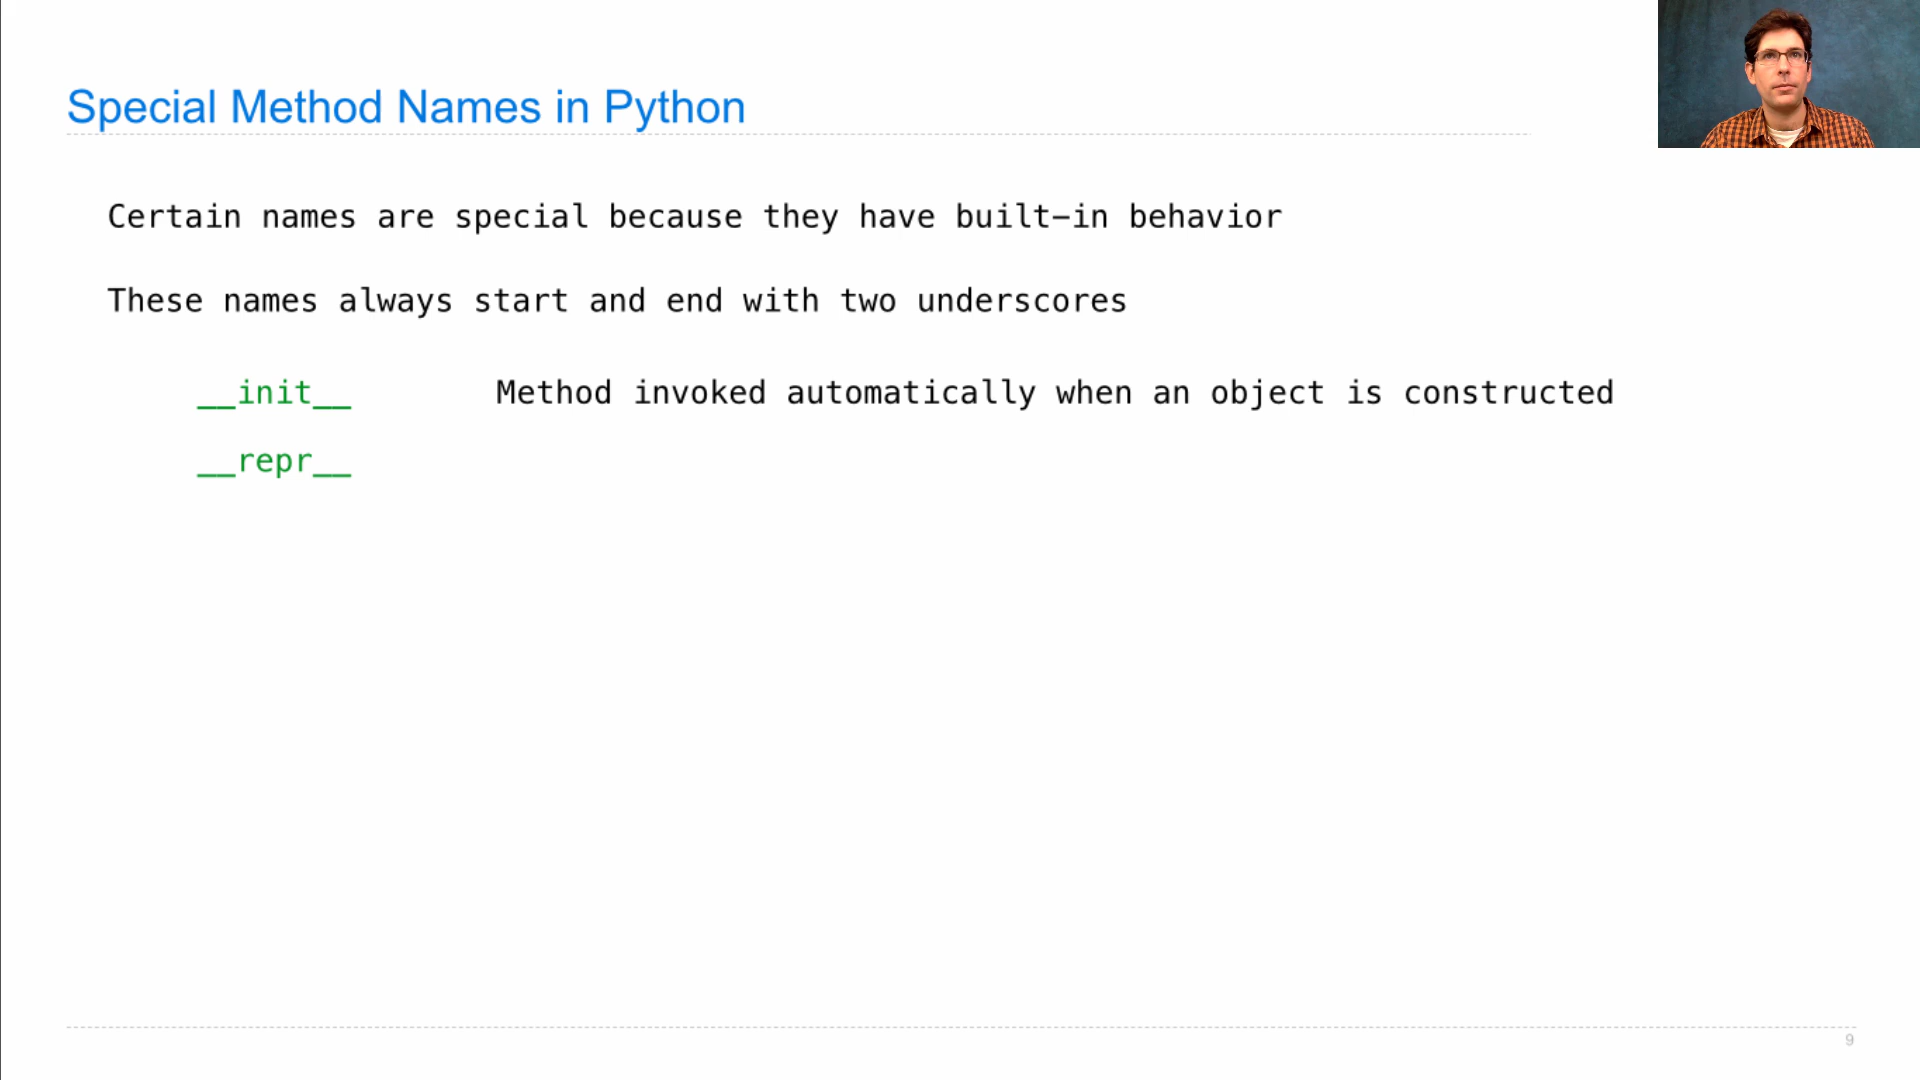 Special Method Names in Python
Certain names are special because they have built-in behavior
These names always start and end with two underscores
__init__ Method invoked automatically when an object is constructed
__repr__
9